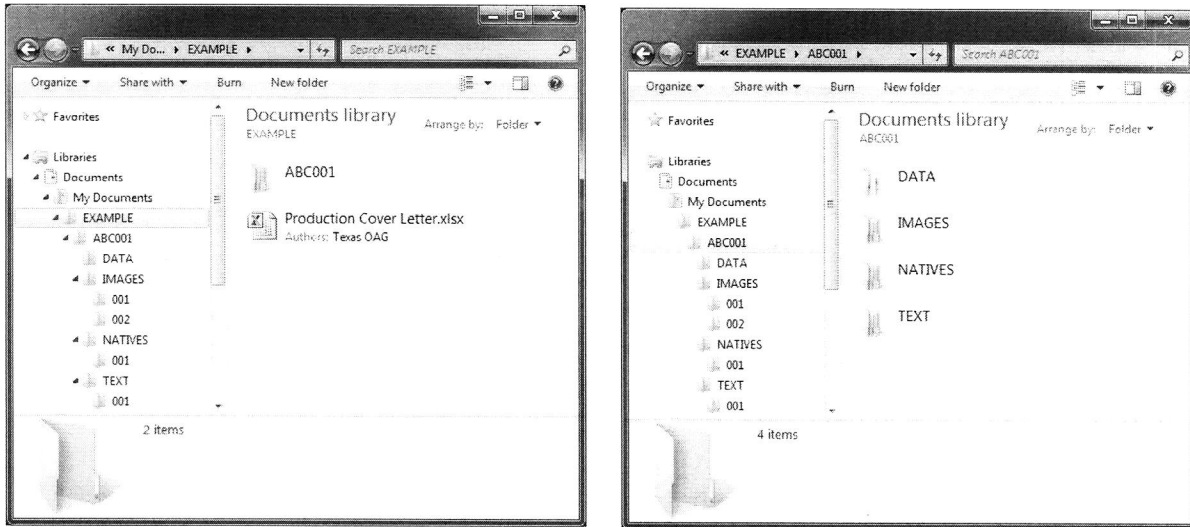 « My Do... ▸ EXAMPLE ▸
Search EXAMPLE
Organize ▾ Share with ▾ Burn New folder
Favorites
Libraries
Documents
My Documents
EXAMPLE
ABC001
DATA
IMAGES
001
002
NATIVES
001
TEXT
001
Documents library
EXAMPLE
Arrange by: Folder ▾
ABC001
Production Cover Letter.xlsx
Authors: Texas OAG
2 items
« EXAMPLE ▸ ABC001 ▸
Search ABC001
Organize ▾ Share with ▾ Burn New folder
Favorites
Libraries
Documents
My Documents
EXAMPLE
ABC001
DATA
IMAGES
001
002
NATIVES
001
TEXT
001
Documents library
ABC001
Arrange by: Folder ▾
DATA
IMAGES
NATIVES
TEXT
4 items